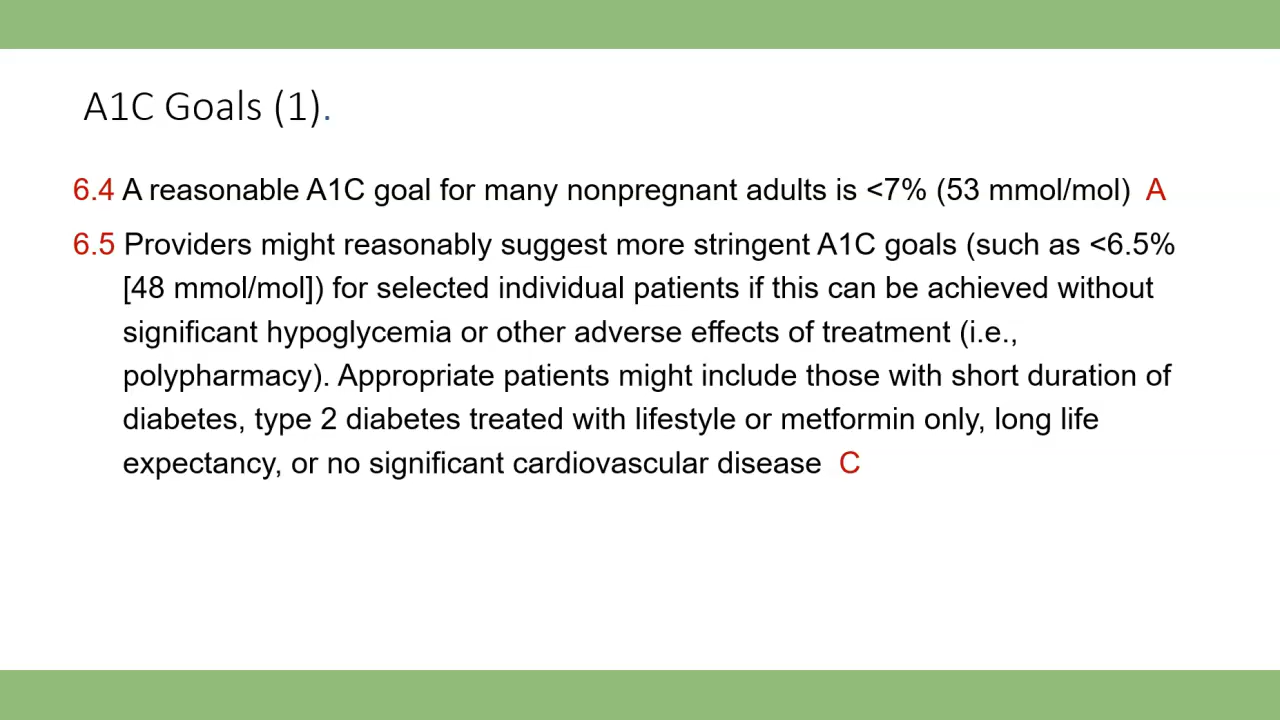 A1C Goals (1).
6.4 A reasonable A1C goal for many nonpregnant adults is <7% (53 mmol/mol) A
6.5 Providers might reasonably suggest more stringent A1C goals (such as <6.5%
[48 mmol/mol]) for selected individual patients if this can be achieved without
significant hypoglycemia or other adverse effects of treatment (i.e.,
polypharmacy). Appropriate patients might include those with short duration of
diabetes, type 2 diabetes treated with lifestyle or metformin only, long life
expectancy, or no significant cardiovascular disease C